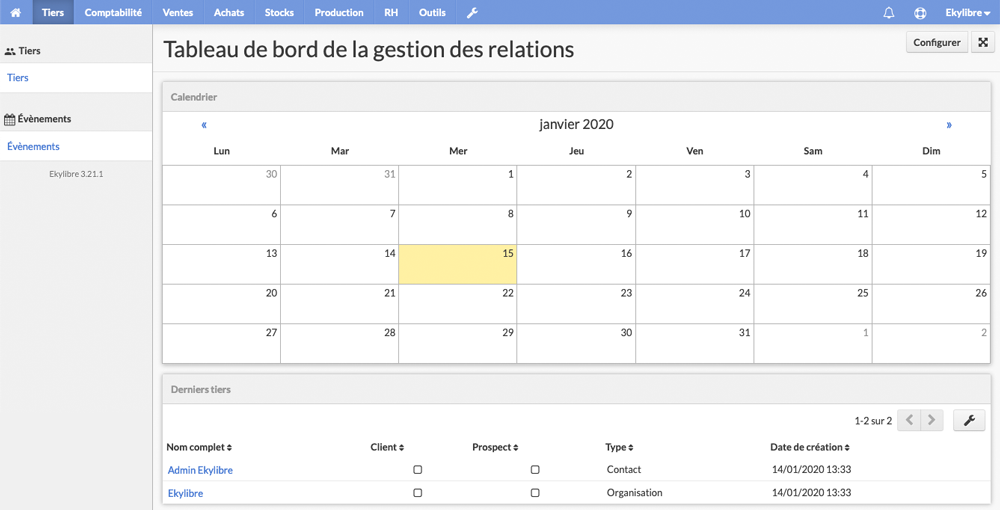 Tiers Comptabilité Ventes Achats Stocks Production RH Outils Ekylibre
Tiers
Tiers
Évènements
Évènements
Ekylibre 3.21.1
Tableau de bord de la gestion des relations
Configurer
Calendrier
« janvier 2020 »
Lun Mar Mer Jeu Ven Sam Dim
30 31 1 2 3 4 5
6 7 8 9 10 11 12
13 14 15 16 17 18 19
20 21 22 23 24 25 26
27 28 29 30 31 1 2
Derniers tiers
1-2 sur 2
Nom complet Client Prospect Type Date de création
Admin Ekylibre Contact 14/01/2020 13:33
Ekylibre Organisation 14/01/2020 13:33